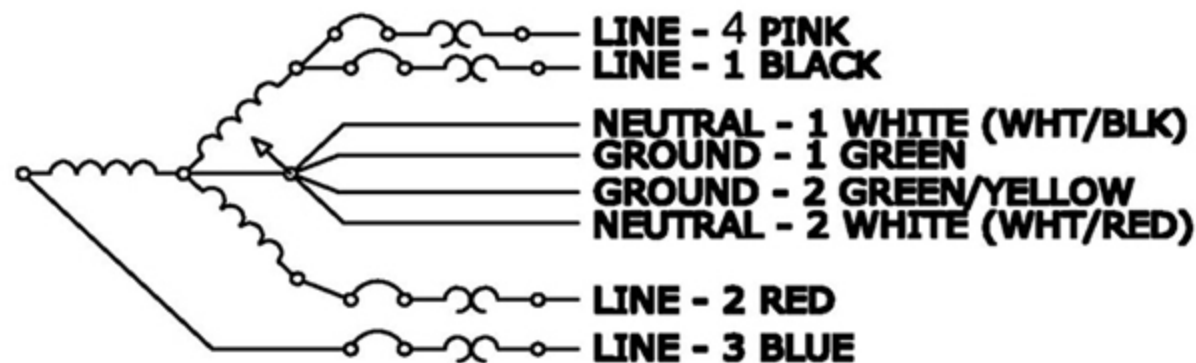 LINE - 4 PINK
LINE - 1 BLACK
NEUTRAL - 1 WHITE (WHT/BLK)
GROUND - 1 GREEN
GROUND - 2 GREEN/YELLOW
NEUTRAL - 2 WHITE (WHT/RED)
LINE - 2 RED
LINE - 3 BLUE